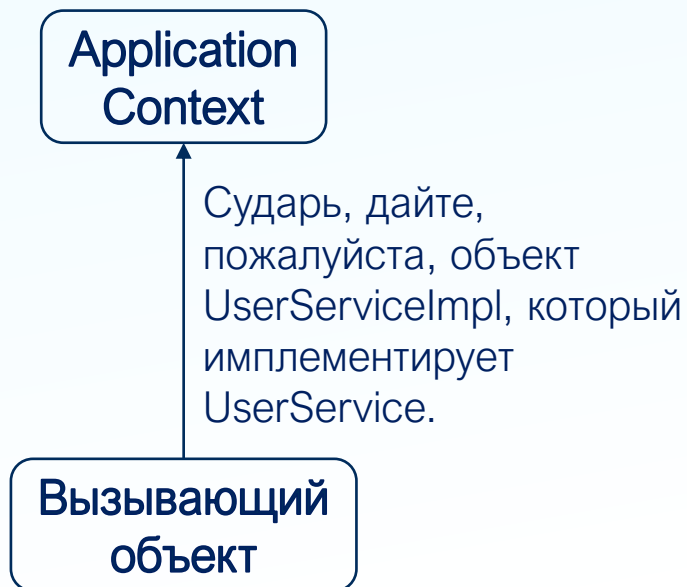 Application
Context
Сударь, дайте,
пожалуйста, объект
UserServiceImpl, который
имплементирует
UserService.
Вызывающий
объект